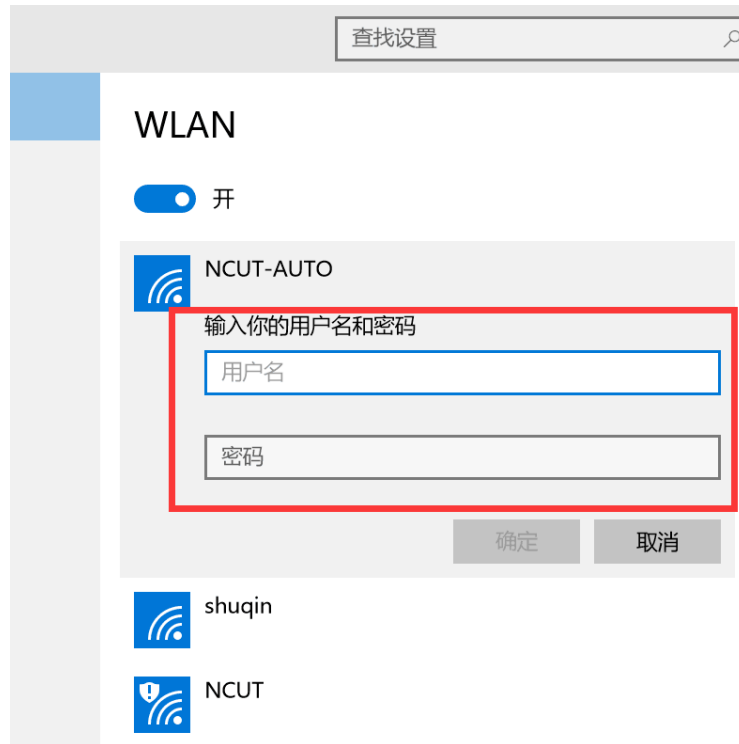 查找设置
WLAN
开
NCUT-AUTO
输入你的用户名和密码
用户名
密码
确定 取消
shuqin
NCUT